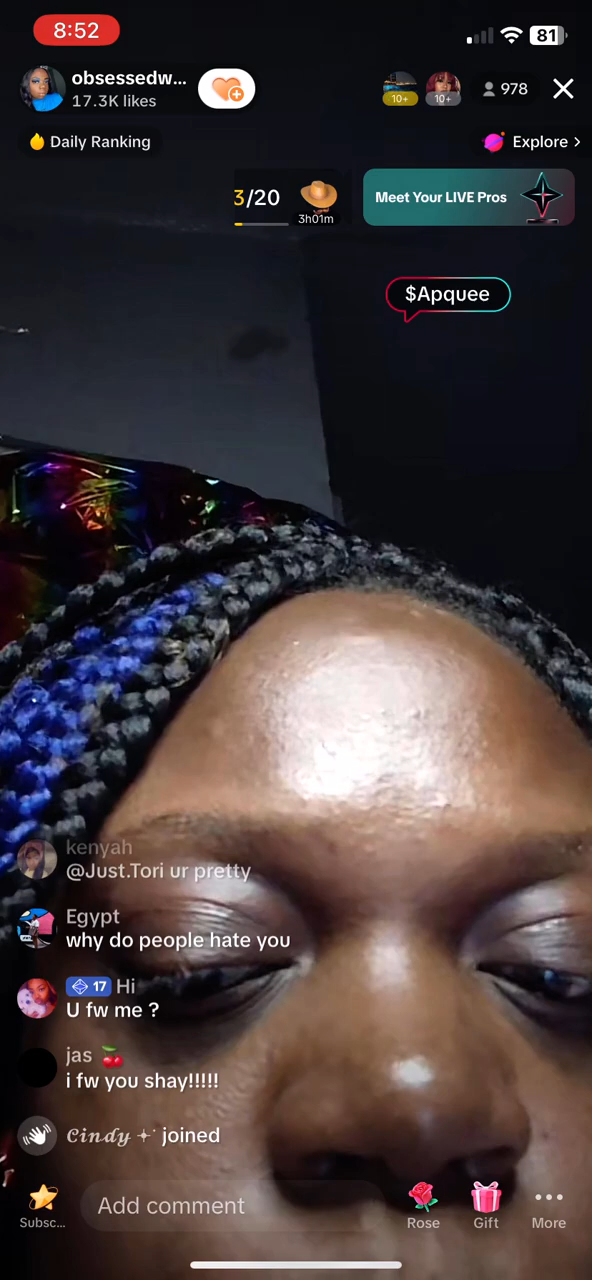 8:52
81
obsessedw...
17.3K likes
10+
10+
978
Daily Ranking
Explore >
3/20
3h01m
Meet Your LIVE Pros
$Apquee
kenyah
@Just.Tori ur pretty
Egypt
why do people hate you
17 Hi
U fw me ?
jas 🍒
i fw you shay!!!!!
𝓒𝓲𝓷𝓭𝔂 ✦ joined
Add comment
Subsc...
Rose
Gift
More